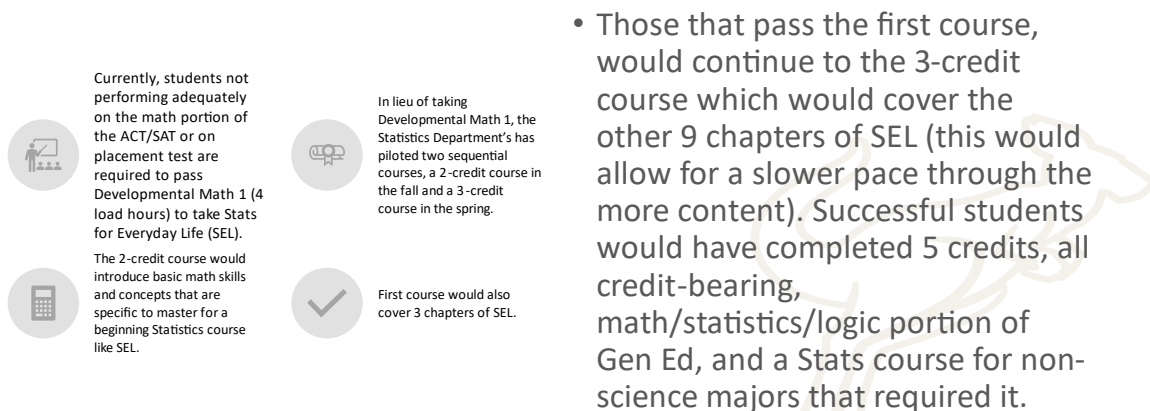 Currently, students not
performing adequately
on the math portion of
the ACT/SAT or on
placement test are
required to pass
Developmental Math 1 (4
load hours) to take Stats
for Everyday Life (SEL).
In lieu of taking
Developmental Math 1, the
Statistics Department's has
piloted two sequential
courses, a 2-credit course in
the fall and a 3-credit
course in the spring.
The 2-credit course would
introduce basic math skills
and concepts that are
specific to master for a
beginning Statistics course
like SEL.
First course would also
cover 3 chapters of SEL.
• Those that pass the first course,
would continue to the 3-credit
course which would cover the
other 9 chapters of SEL (this would
allow for a slower pace through the
more content). Successful students
would have completed 5 credits, all
credit-bearing,
math/statistics/logic portion of
Gen Ed, and a Stats course for non-
science majors that required it.